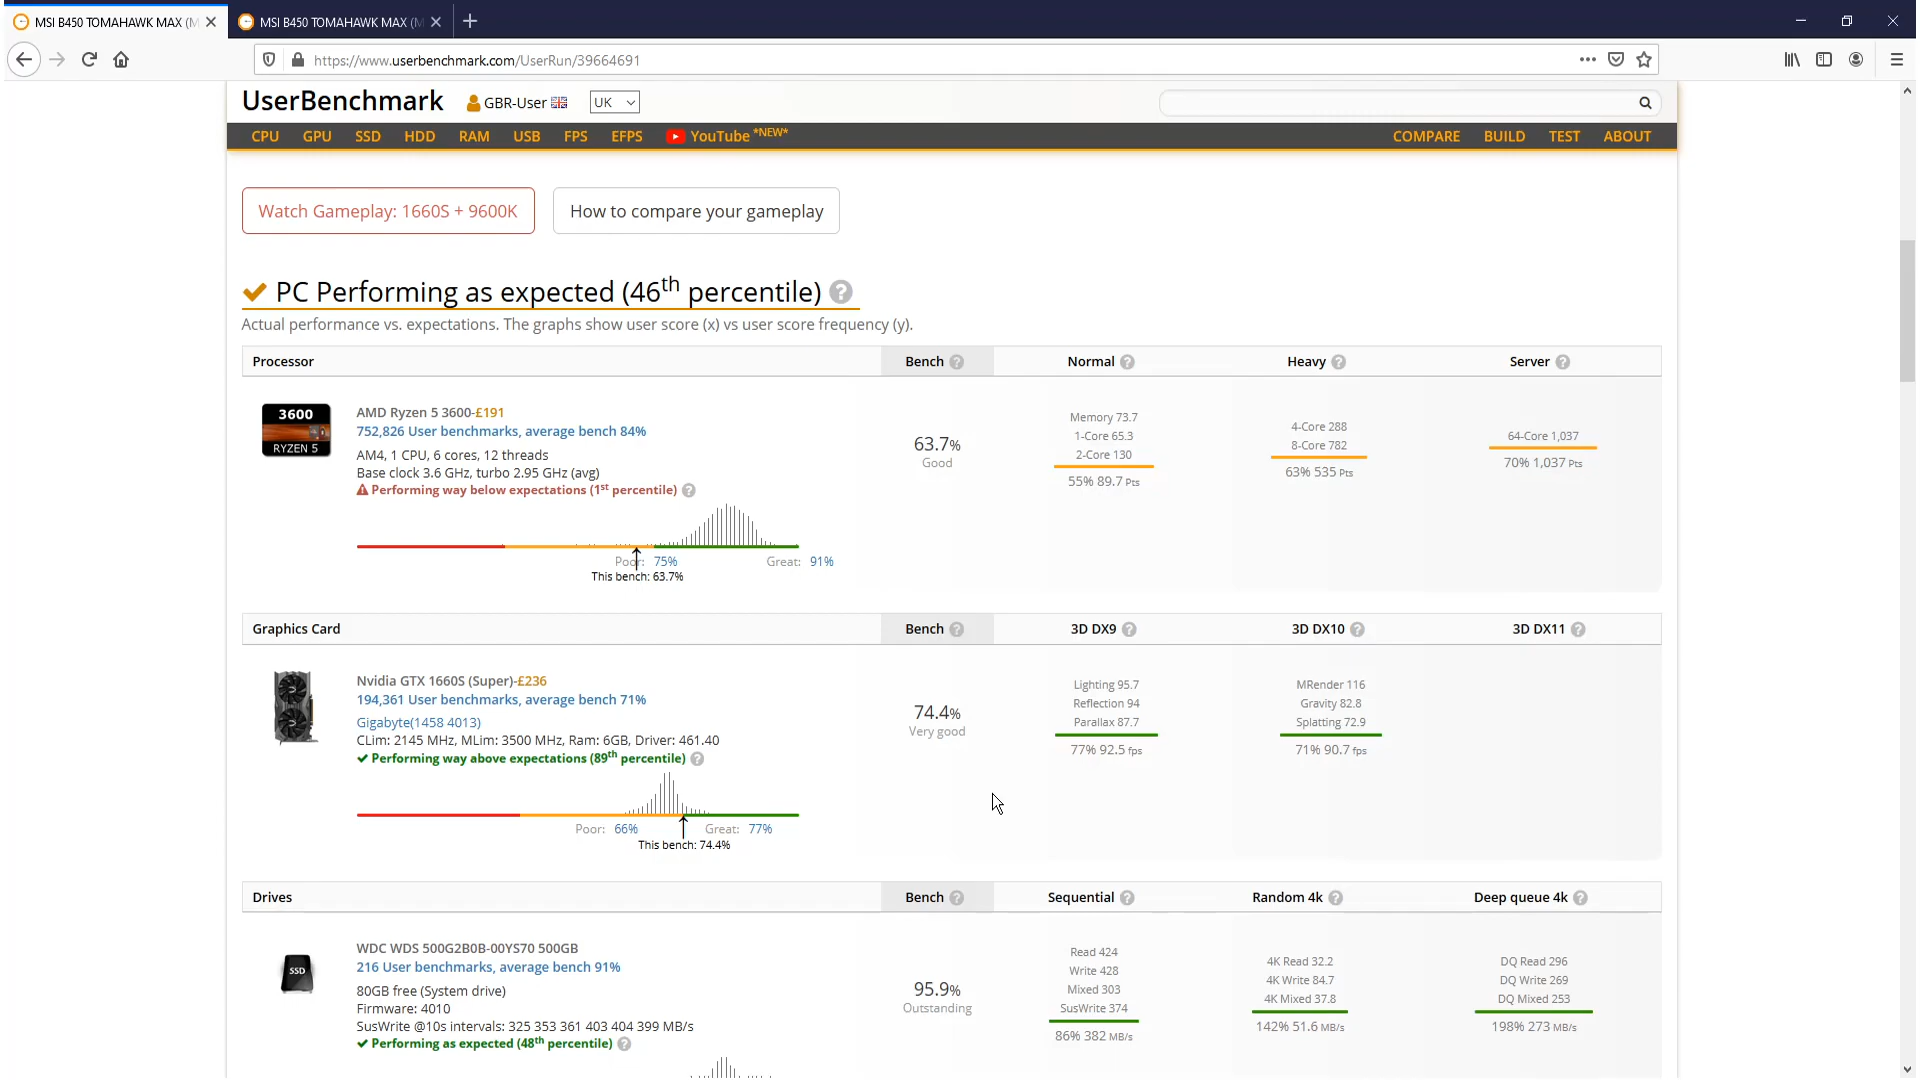 MSI B450 TOMAHAWK MAX (M
MSI B450 TOMAHAWK MAX (M
https://www.userbenchmark.com/UserRun/39664691
UserBenchmark
GBR-User
UK
CPU GPU SSD HDD RAM USB FPS EFPS YouTube *NEW* COMPARE BUILD TEST ABOUT
Watch Gameplay: 1660S + 9600K
How to compare your gameplay
PC Performing as expected (46th percentile) ?
Actual performance vs. expectations. The graphs show user score (x) vs user score frequency (y).
Processor Bench ? Normal ? Heavy ? Server ?
3600
RYZEN 5
AMD Ryzen 5 3600-£191
752,826 User benchmarks, average bench 84%
AM4, 1 CPU, 6 cores, 12 threads
Base clock 3.6 GHz, turbo 2.95 GHz (avg)
Performing way below expectations (1st percentile) ?
Poor: 75% Great: 91%
This bench: 63.7%
63.7%
Good
Memory 73.7
1-Core 65.3
2-Core 130
55% 89.7 Pts
4-Core 288
8-Core 782
63% 535 Pts
64-Core 1,037
70% 1,037 Pts
Graphics Card Bench ? 3D DX9 ? 3D DX10 ? 3D DX11 ?
Nvidia GTX 1660S (Super)-£236
194,361 User benchmarks, average bench 71%
Gigabyte(1458 4013)
CLim: 2145 MHz, MLim: 3500 MHz, Ram: 6GB, Driver: 461.40
Performing way above expectations (89th percentile) ?
Poor: 66% Great: 77%
This bench: 74.4%
74.4%
Very good
Lighting 95.7
Reflection 94
Parallax 87.7
77% 92.5 fps
MRender 116
Gravity 82.8
Splatting 72.9
71% 90.7 fps
Drives Bench ? Sequential ? Random 4k ? Deep queue 4k ?
SSD
WDC WDS 500G2B0B-00YS70 500GB
216 User benchmarks, average bench 91%
80GB free (System drive)
Firmware: 4010
SusWrite @10s intervals: 325 353 361 403 404 399 MB/s
Performing as expected (48th percentile) ?
95.9%
Outstanding
Read 424
Write 428
Mixed 303
SusWrite 374
86% 382 MB/s
4K Read 32.2
4K Write 84.7
4K Mixed 37.8
142% 51.6 MB/s
DQ Read 296
DQ Write 269
DQ Mixed 253
198% 273 MB/s